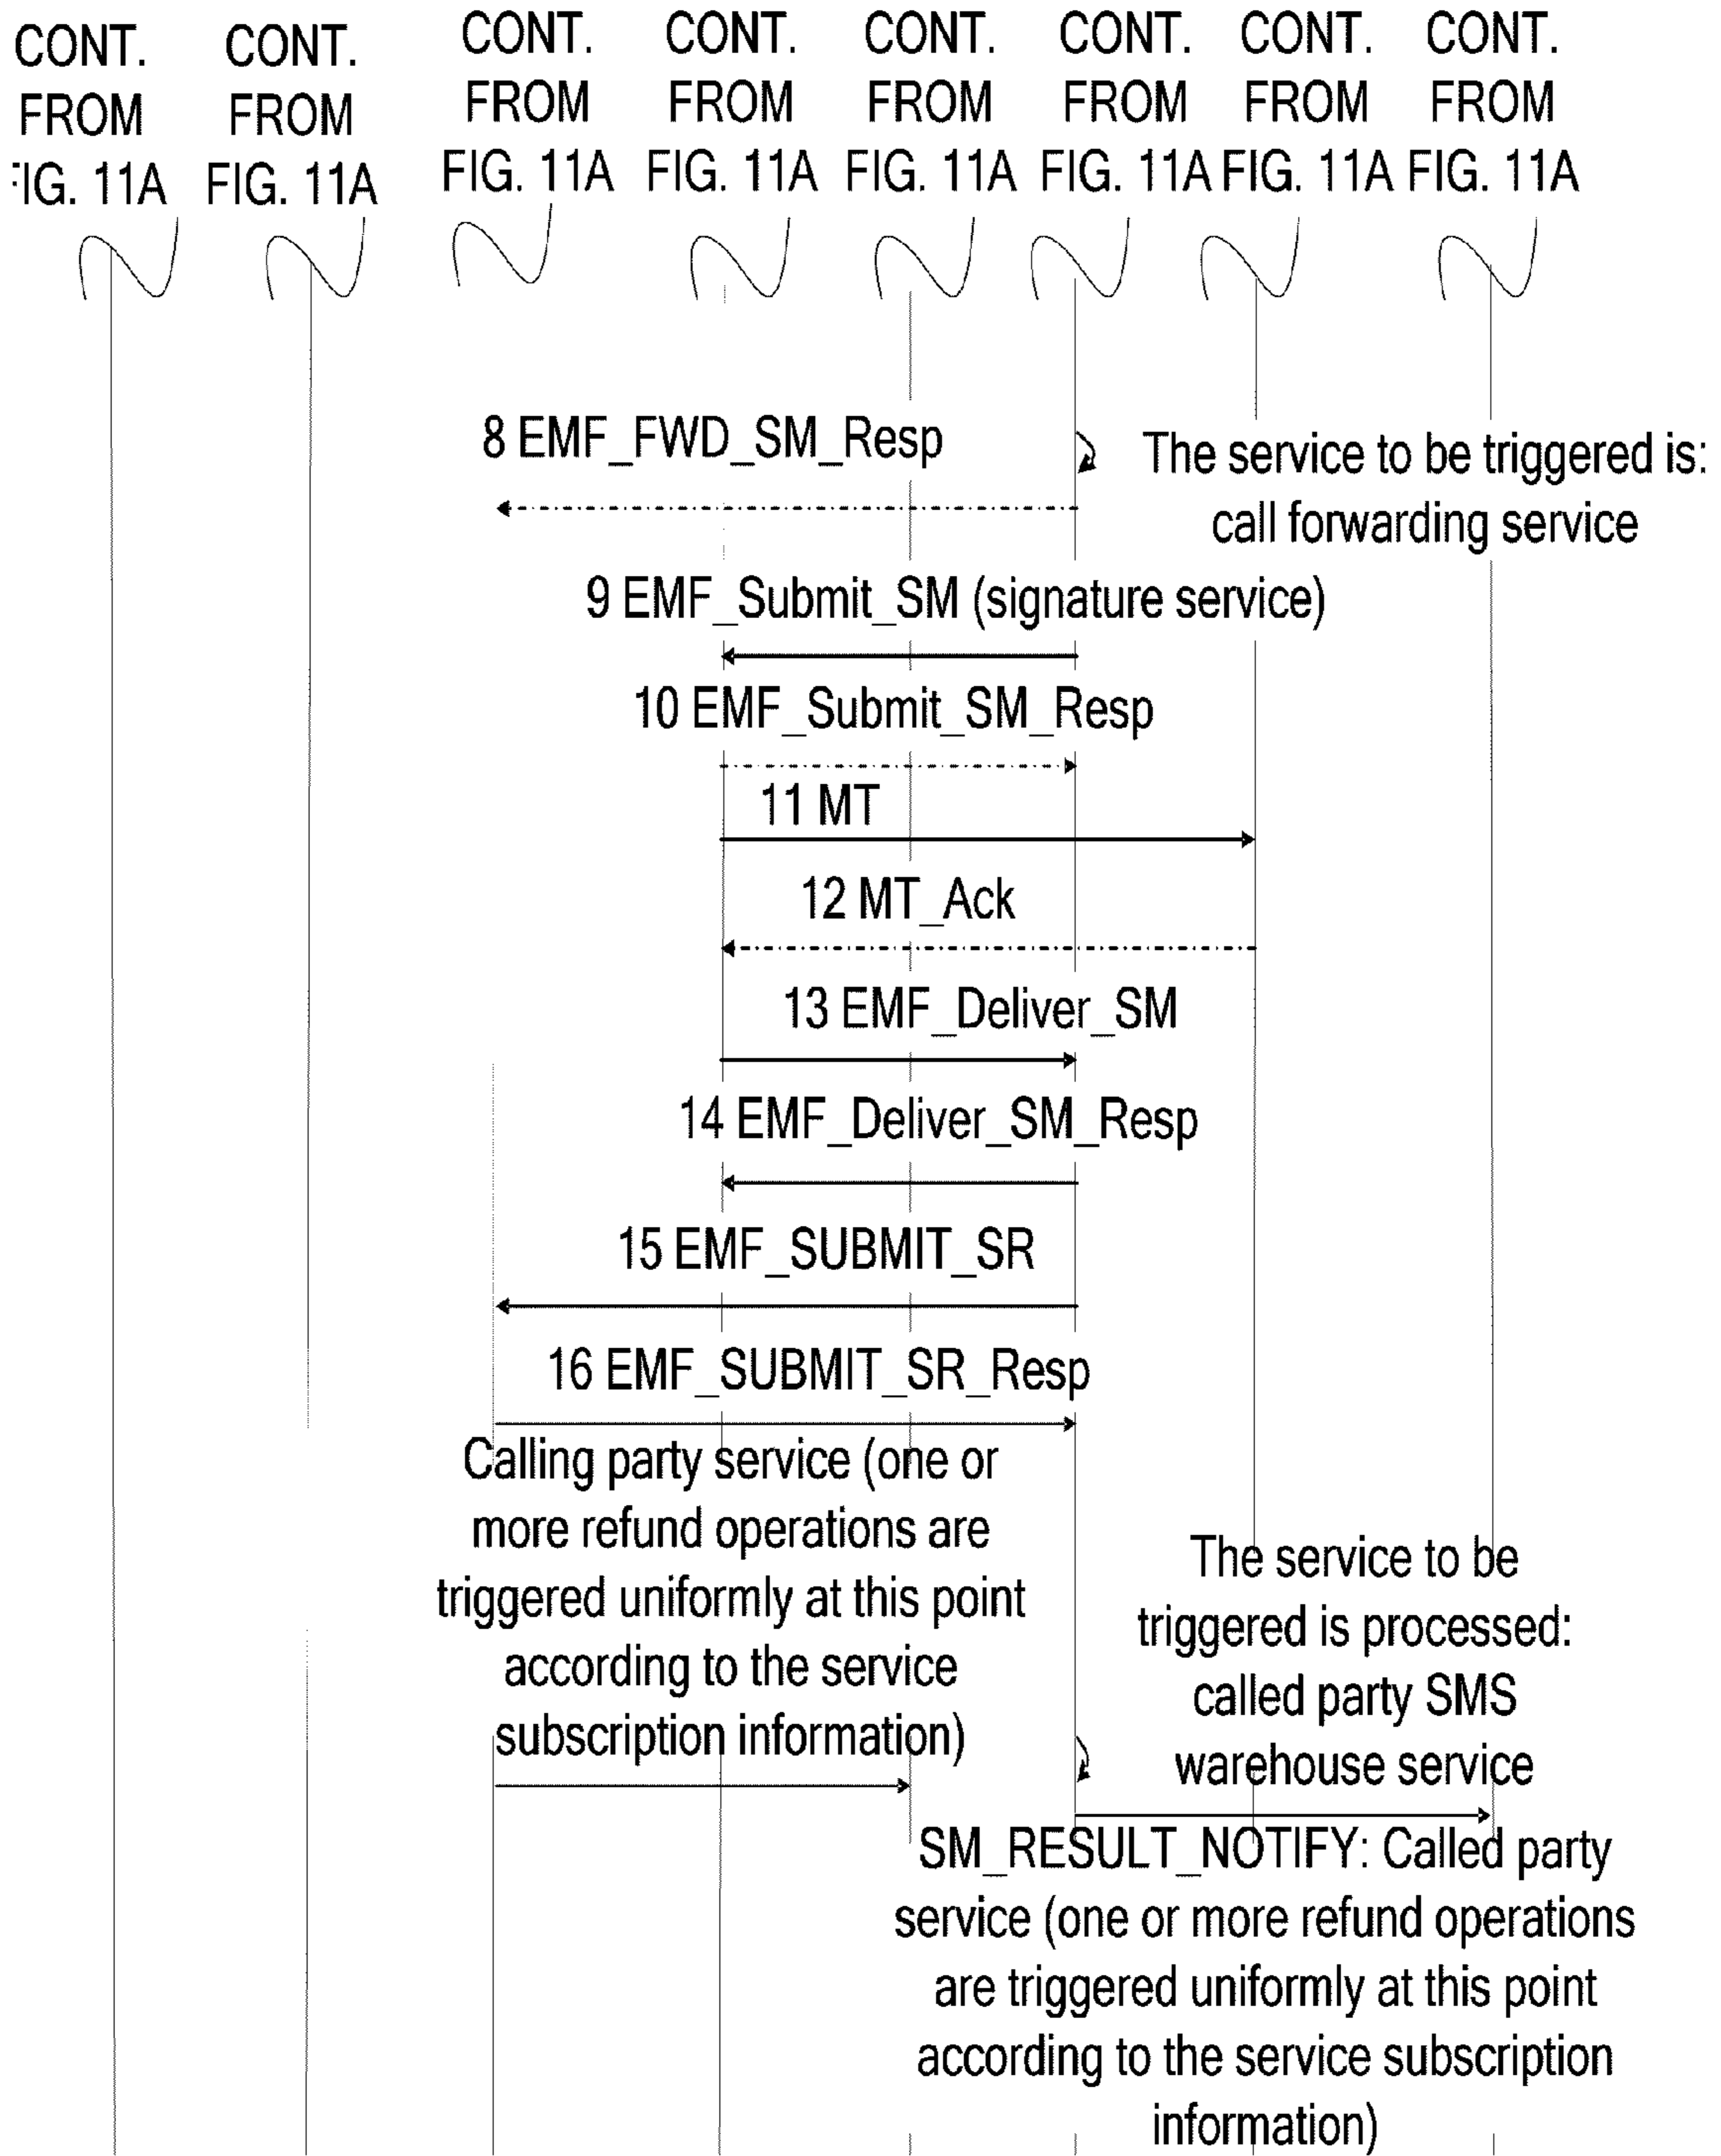 CONT. FROM FIG. 11A
CONT. FROM FIG. 11A
CONT. FROM FIG. 11A
CONT. FROM FIG. 11A
CONT. FROM FIG. 11A
CONT. FROM FIG. 11A
CONT. FROM FIG. 11A
CONT. FROM FIG. 11A
8 EMF_FWD_SM_Resp
The service to be triggered is:
call forwarding service
9 EMF_Submit_SM (signature service)
10 EMF_Submit_SM_Resp
11 MT
12 MT_Ack
13 EMF_Deliver_SM
14 EMF_Deliver_SM_Resp
15 EMF_SUBMIT_SR
16 EMF_SUBMIT_SR_Resp
Calling party service (one or
more refund operations are
triggered uniformly at this point
according to the service
subscription information)
The service to be
triggered is processed:
called party SMS
warehouse service
SM_RESULT_NOTIFY: Called party
service (one or more refund operations
are triggered uniformly at this point
according to the service subscription
information)